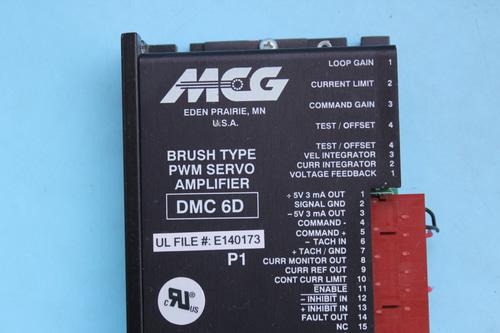 MCG
EDEN PRAIRIE, MN
U.S.A.
BRUSH TYPE
PWM SERVO
AMPLIFIER
DMC 6D
UL FILE #: E140173
P1
c RU US
LOOP GAIN 1
CURRENT LIMIT 2
COMMAND GAIN 3
TEST / OFFSET 4
TEST / OFFSET 4
VEL INTEGRATOR 3
CURR INTEGRATOR 2
VOLTAGE FEEDBACK 1
+ 5V 3 mA OUT 1
SIGNAL GND 2
- 5V 3 mA OUT 3
COMMAND - 4
COMMAND + 5
- TACH IN 6
+ TACH / GND 7
CURR MONITOR OUT 8
CURR REF OUT 9
CONT CURR LIMIT 10
ENABLE 11
- INHIBIT IN 12
+ INHIBIT IN 13
FAULT OUT 14
NC 15